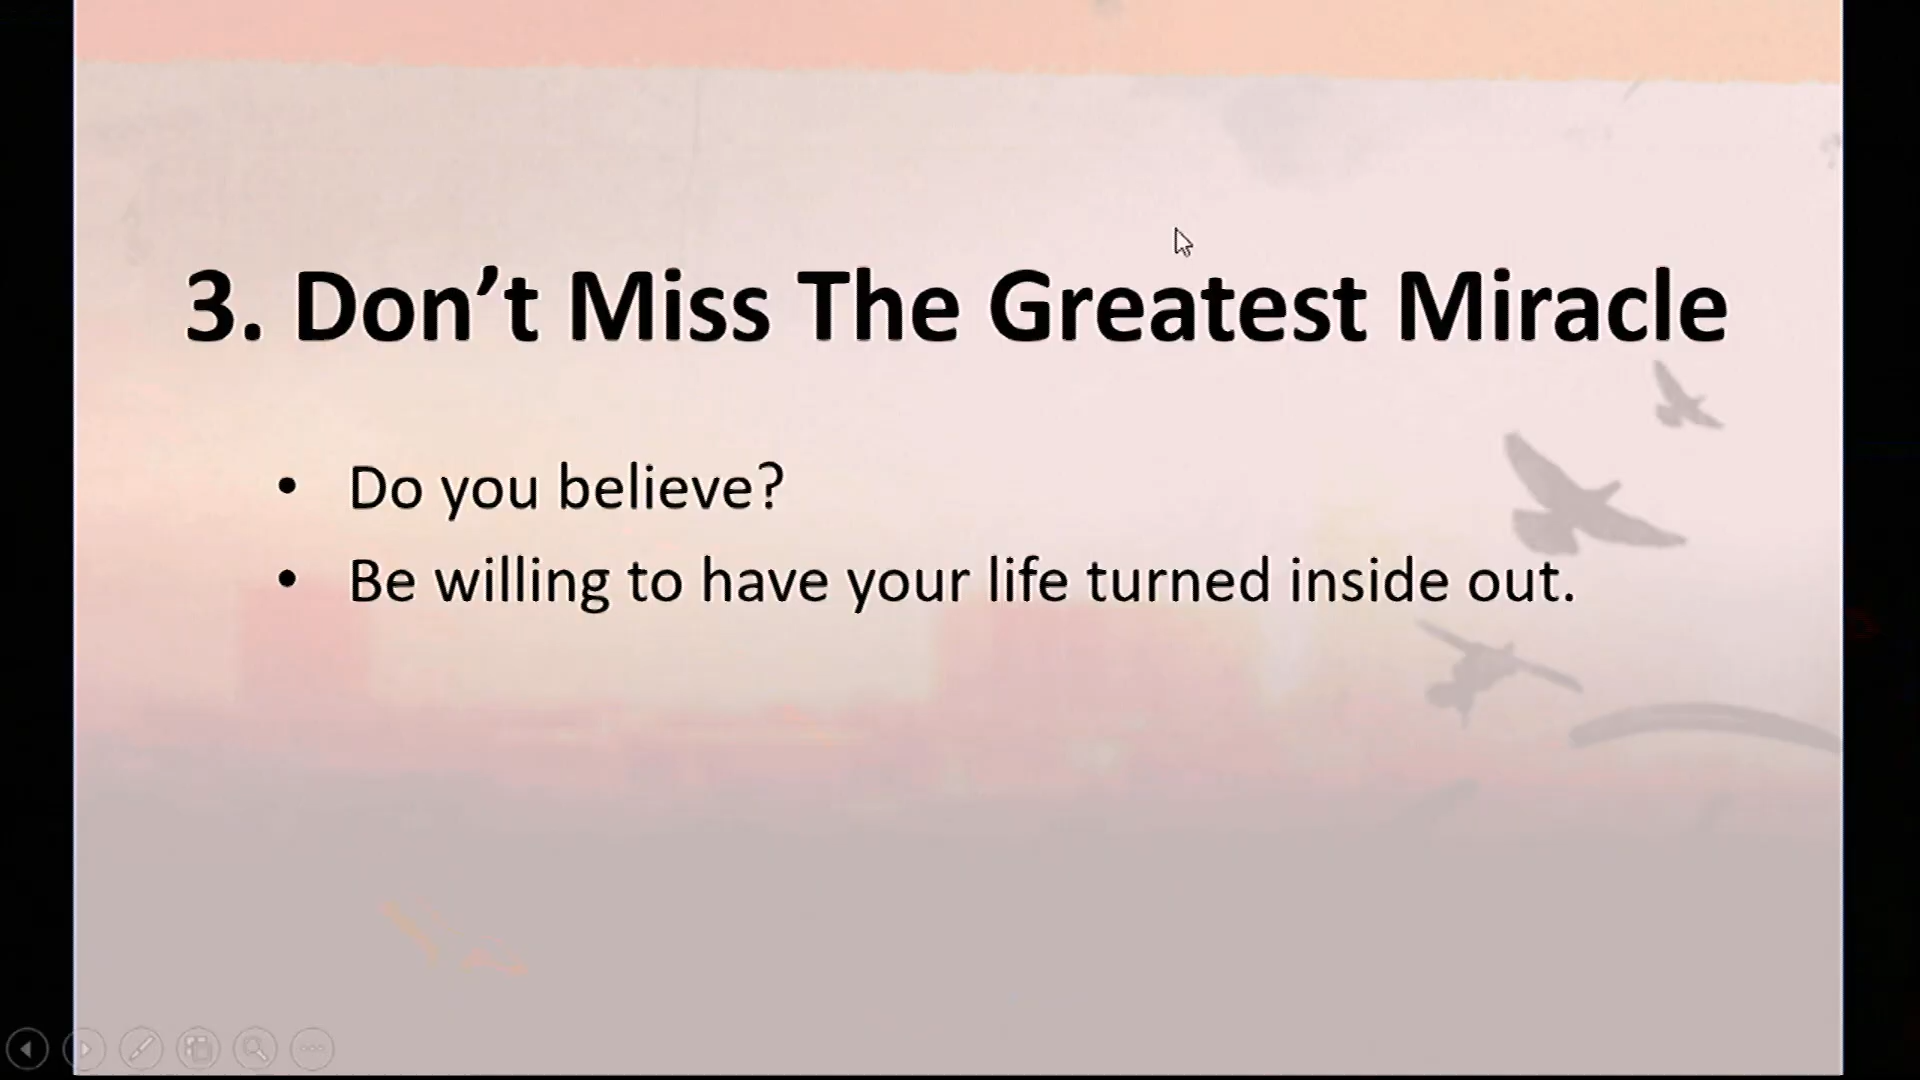 3. Don’t Miss The Greatest Miracle
• Do you believe?
• Be willing to have your life turned inside out.